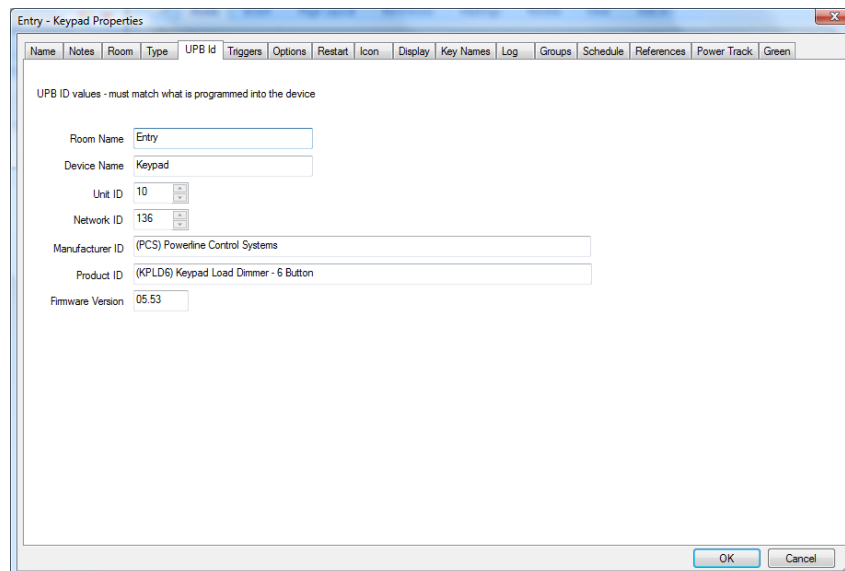 Entry - Keypad Properties
Name Notes Room Type UPB Id Triggers Options Restart Icon Display Key Names Log Groups Schedule References Power Track Green
UPB ID values - must match what is programmed into the device
Room Name Entry
Device Name Keypad
Unit ID 10
Network ID 136
Manufacturer ID (PCS) Powerline Control Systems
Product ID (KPLD6) Keypad Load Dimmer - 6 Button
Firmware Version 05.53
OK Cancel